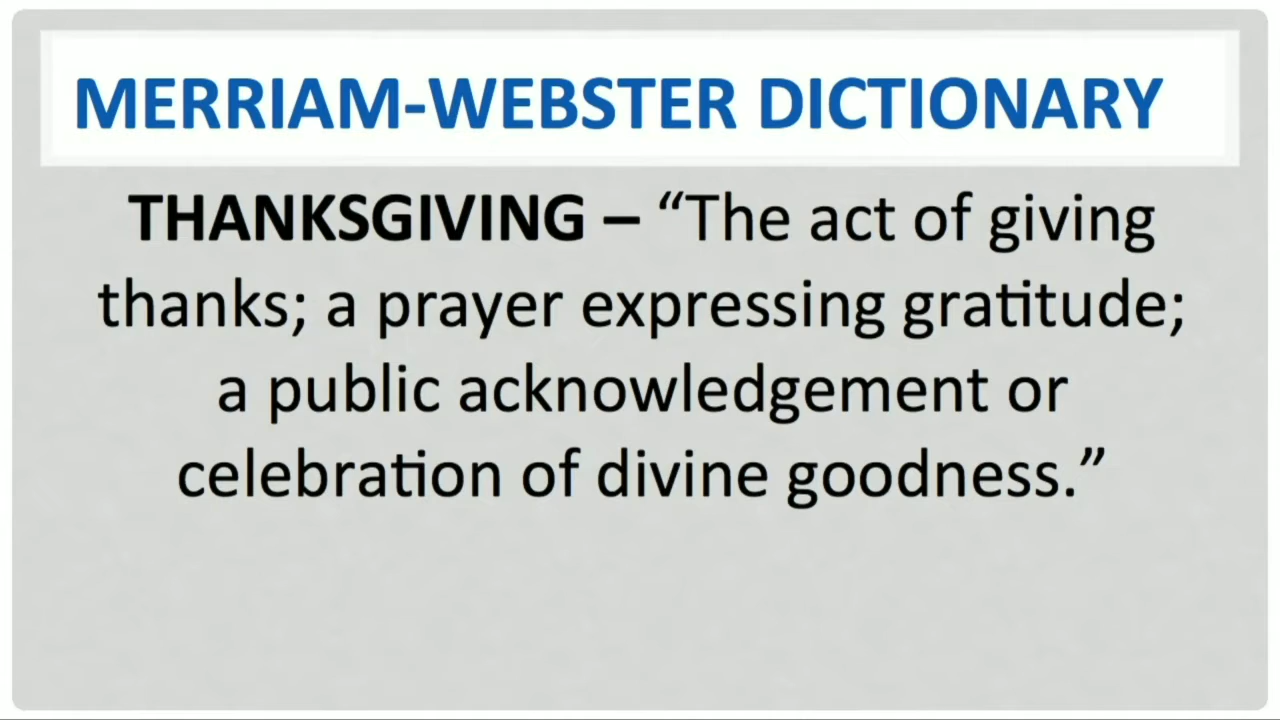 MERRIAM-WEBSTER DICTIONARY
THANKSGIVING – “The act of giving
thanks; a prayer expressing gratitude;
a public acknowledgement or
celebration of divine goodness.”